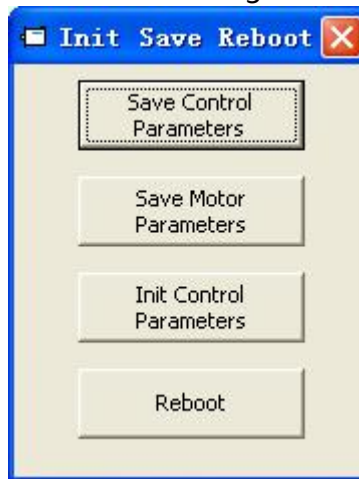 Init Save Reboot
Save Control
Parameters
Save Motor
Parameters
Init Control
Parameters
Reboot